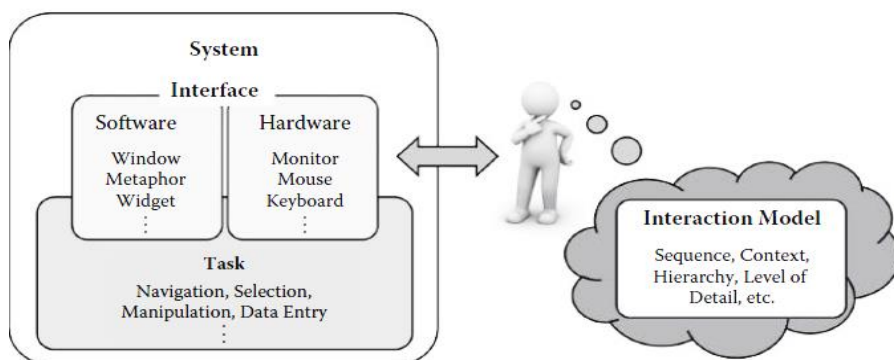 System
Interface
Software
Window
Metaphor
Widget
⋮
Hardware
Monitor
Mouse
Keyboard
⋮
Task
Navigation, Selection,
Manipulation, Data Entry
⋮
Interaction Model
Sequence, Context,
Hierarchy, Level of
Detail, etc.